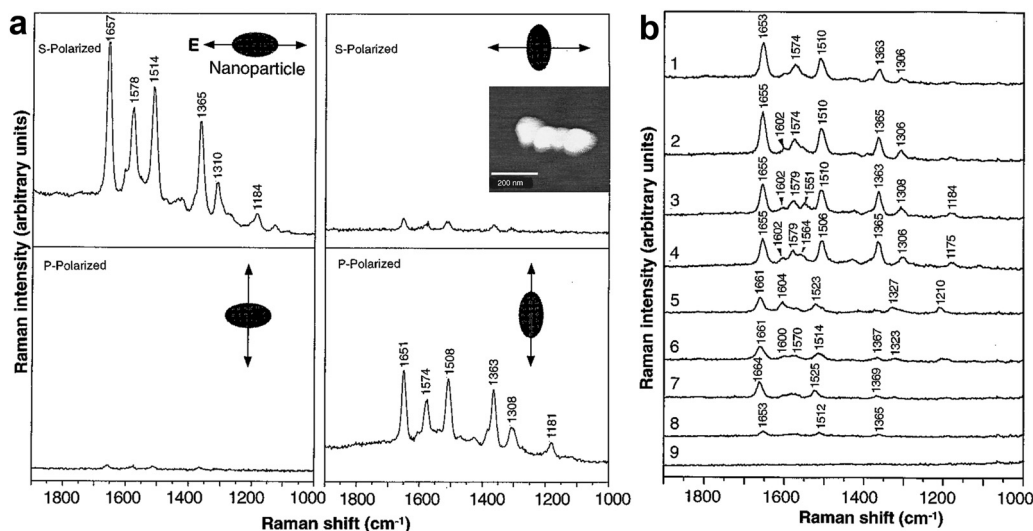 a
S-Polarized
E
Nanoparticle
1657
1578
1514
1365
1310
1184
S-Polarized
200 nm
P-Polarized
P-Polarized
1651
1574
1508
1363
1308
1181
Raman intensity (arbitrary units)
1800 1600 1400 1200 1000
1800 1600 1400 1200 1000
Raman shift (cm⁻¹)
b
1
1653 1574 1510 1363 1306
2
1655 1602 1574 1510 1365 1306
3
1655 1602 1579 1551 1510 1363 1308 1184
4
1655 1602 1579 1564 1506 1365 1306 1175
5
1661 1604 1523 1327 1210
6
1661 1600 1570 1514 1367 1323
7
1664 1525 1369
8
1653 1512 1365
9
Raman intensity (arbitrary units)
1800 1600 1400 1200 1000
Raman shift (cm⁻¹)